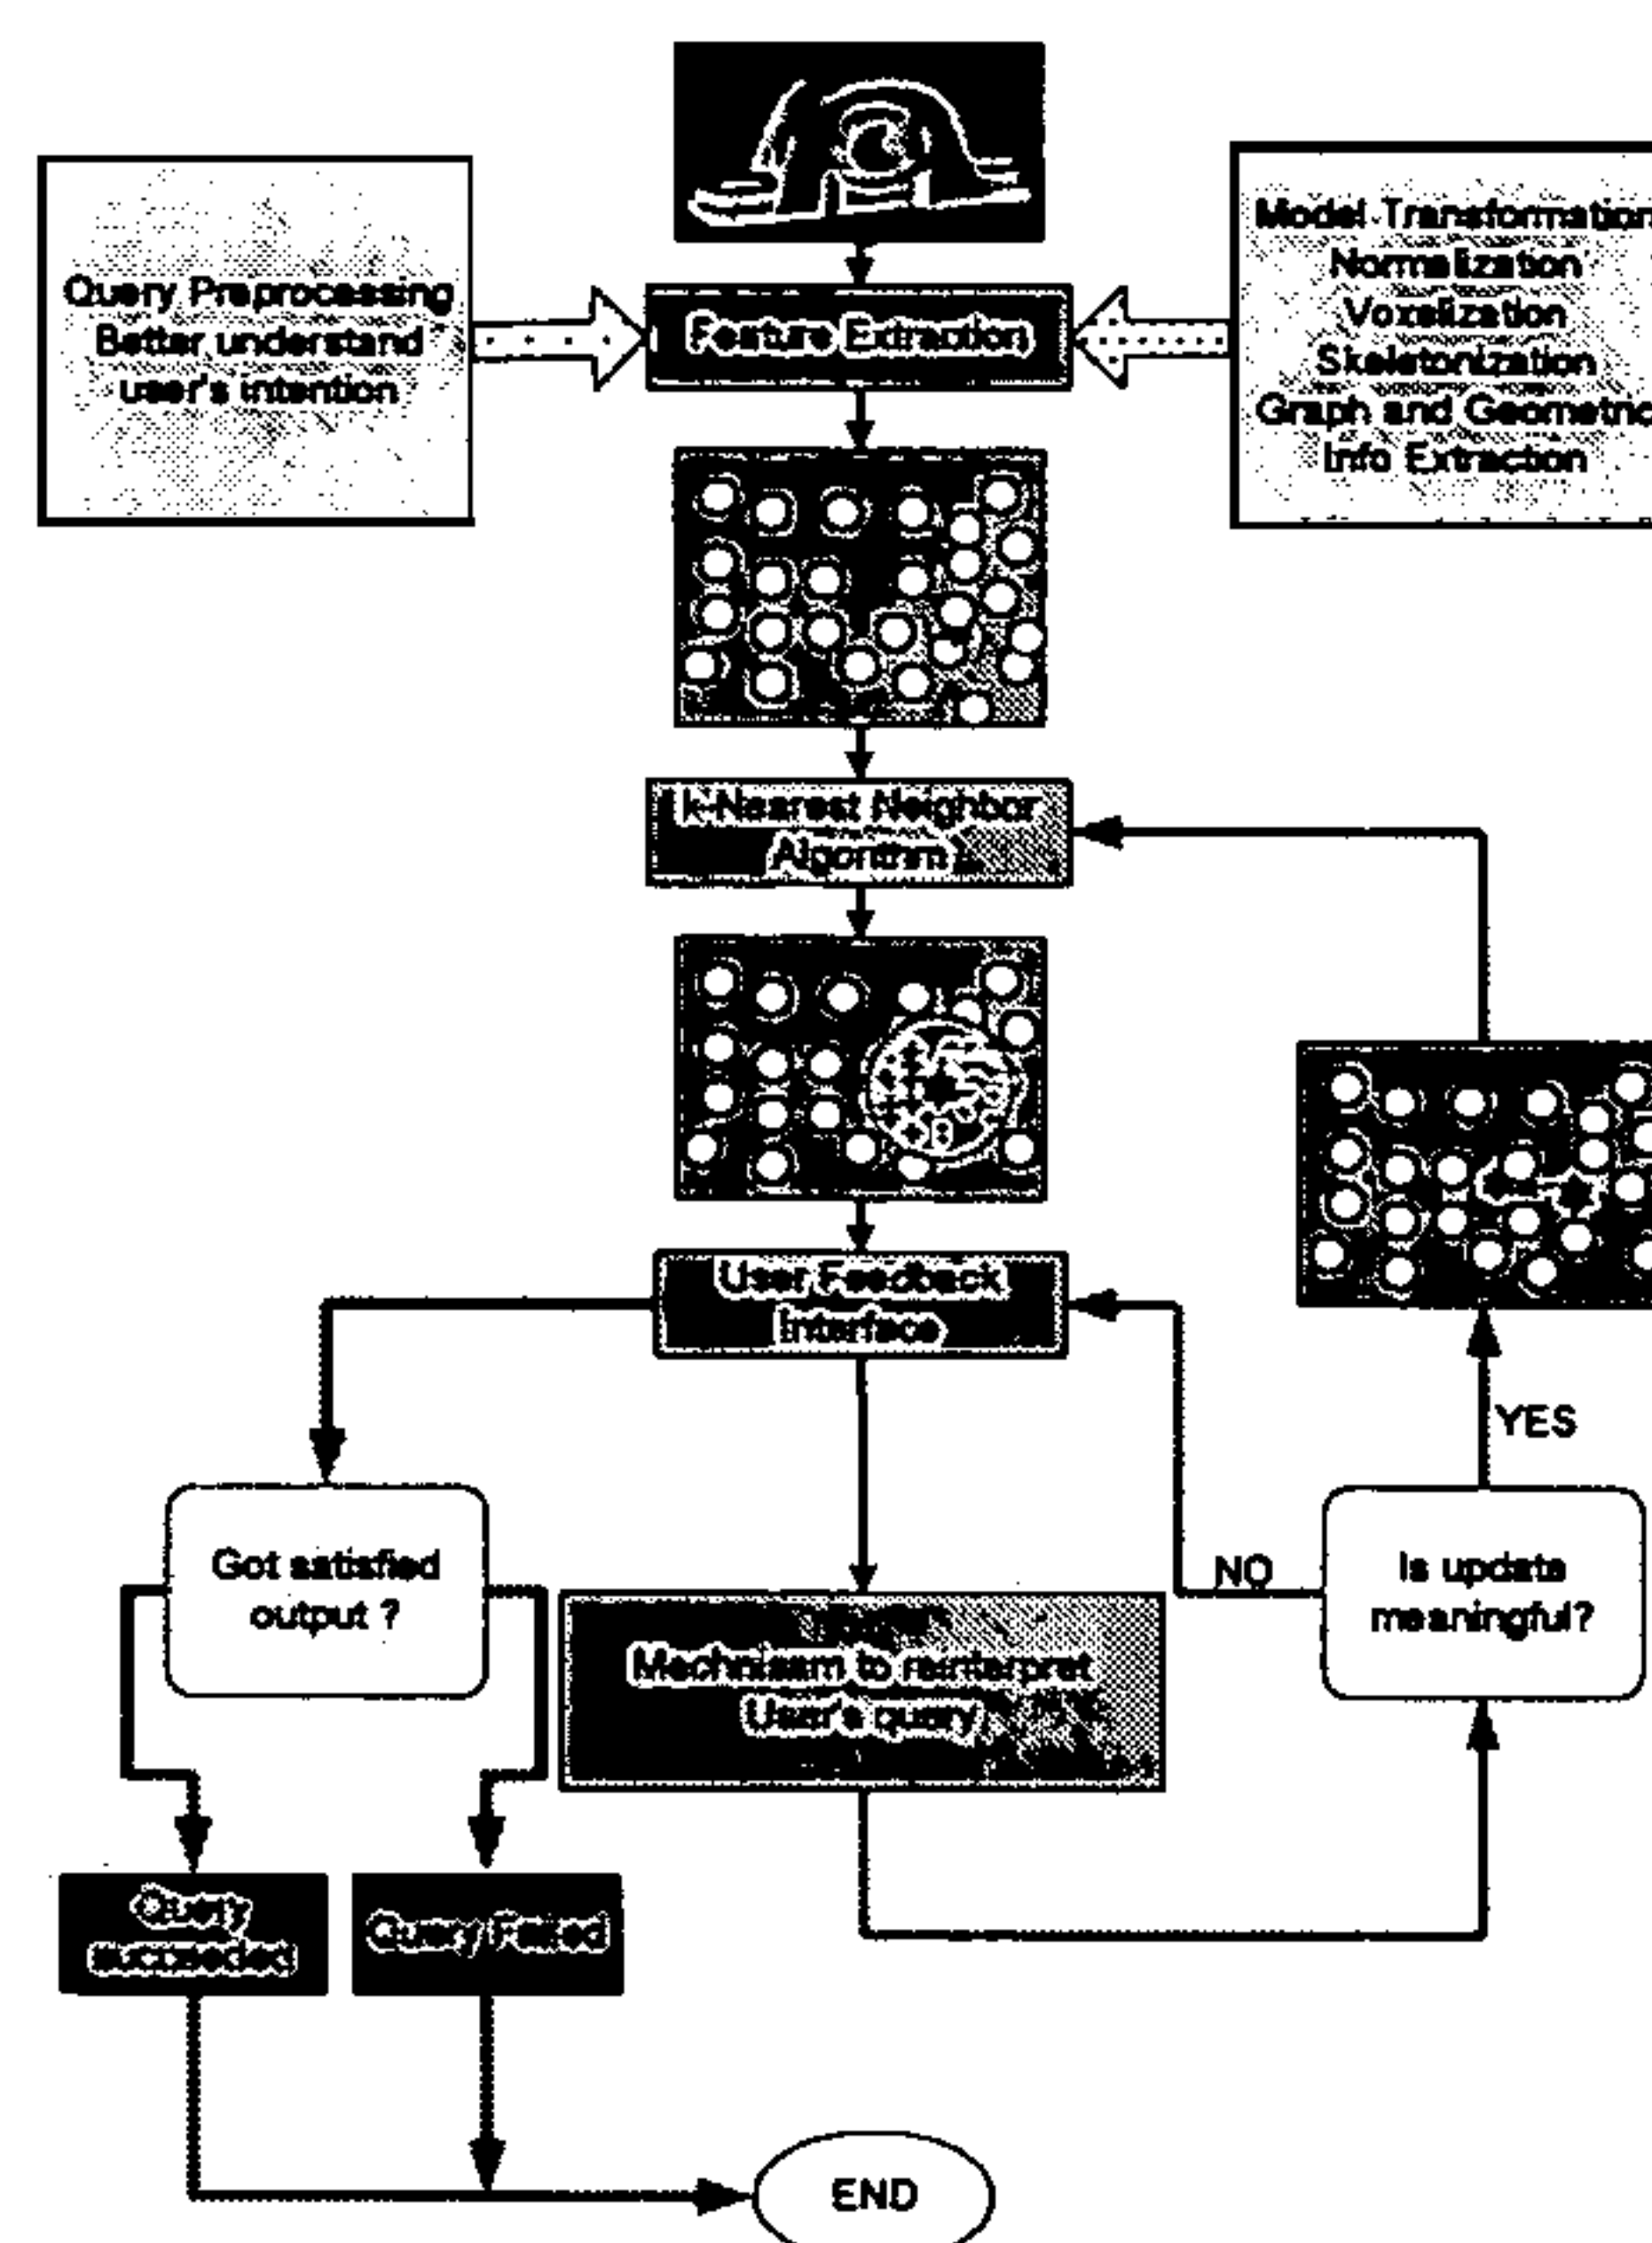 Query Preprocessing
Better understand
user's intention
Feature Extraction
Model Transformation
Normalization
Voxelization
Skeletonization
Graph and Geometric
Info Extraction
k-Nearest Neighbor
Algorithm
User Feedback
Interface
YES
Got satisfied
output ?
NO
Is update
meaningful?
Mechnisam to reinterpret
User's query
Query
succeeded
Query Failed
END